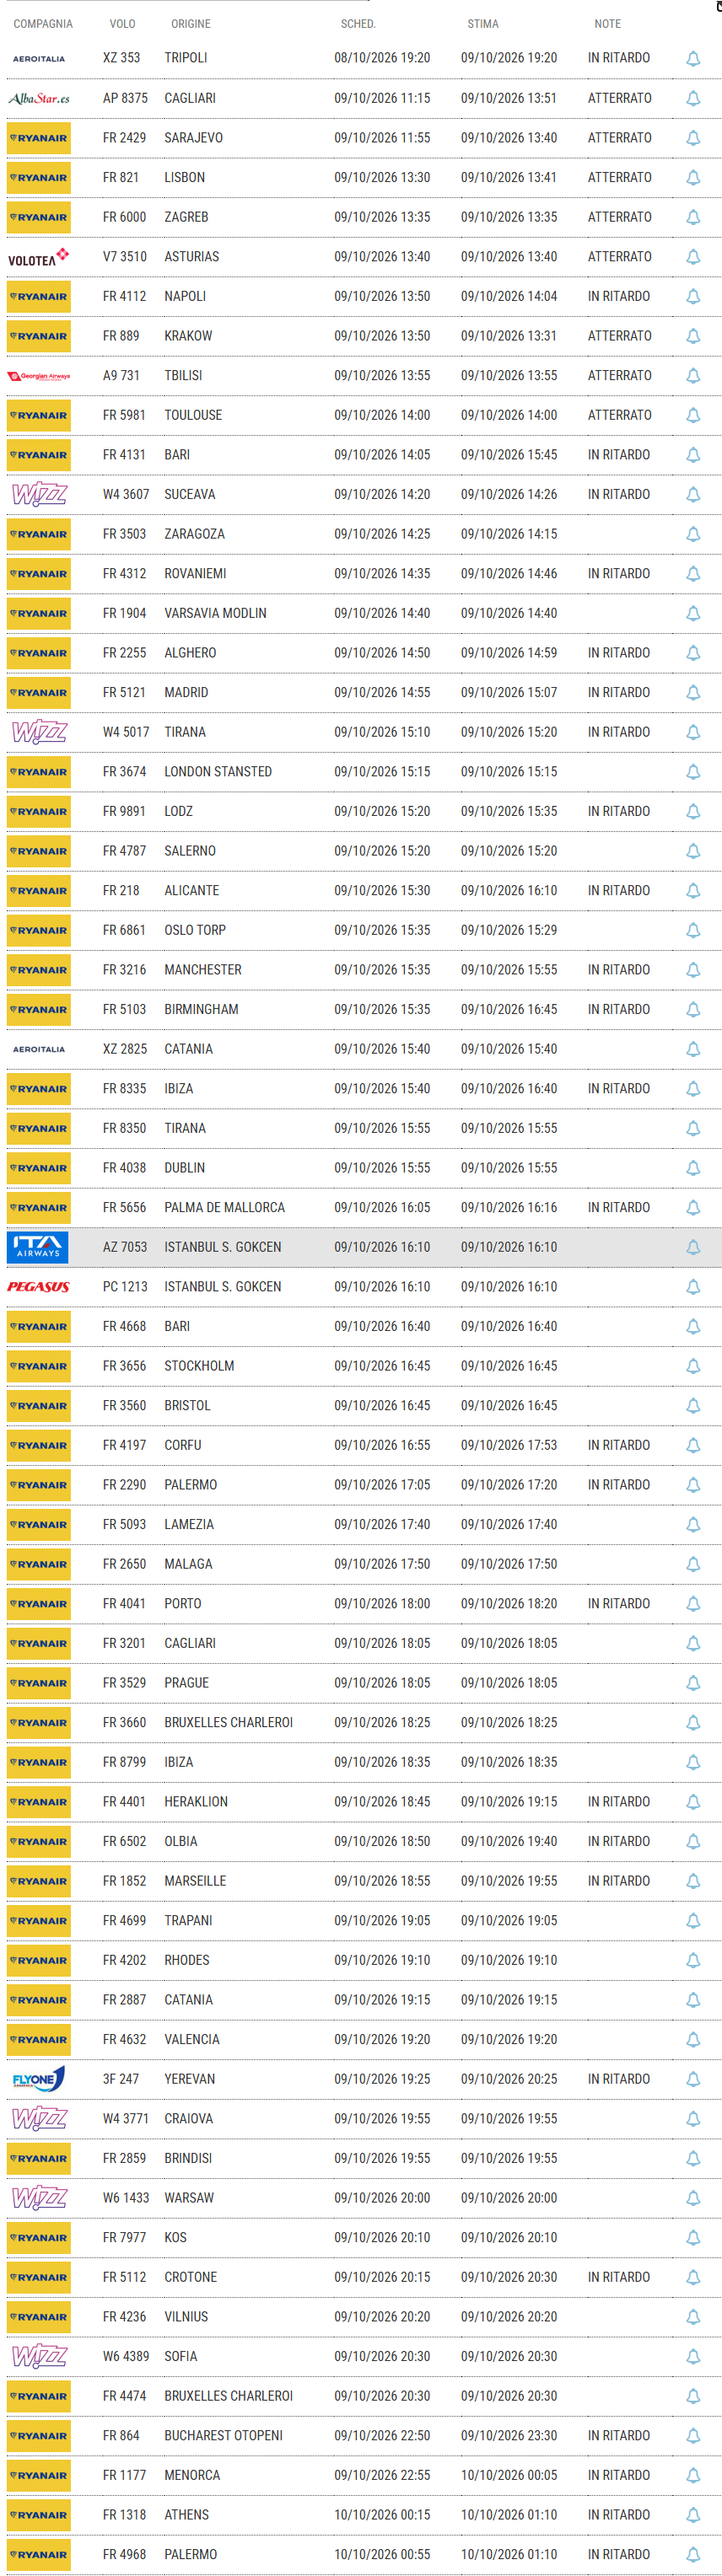 COMPAGNIA VOLO ORIGINE SCHED. STIMA NOTE
AEROITALIA XZ 353 TRIPOLI 08/10/2026 19:20 09/10/2026 19:20 IN RITARDO
AlbaStar.es AP 8375 CAGLIARI 09/10/2026 11:15 09/10/2026 13:51 ATTERRATO
RYANAIR FR 2429 SARAJEVO 09/10/2026 11:55 09/10/2026 13:40 ATTERRATO
RYANAIR FR 821 LISBON 09/10/2026 13:30 09/10/2026 13:41 ATTERRATO
RYANAIR FR 6000 ZAGREB 09/10/2026 13:35 09/10/2026 13:35 ATTERRATO
VOLOTEA V7 3510 ASTURIAS 09/10/2026 13:40 09/10/2026 13:40 ATTERRATO
RYANAIR FR 4112 NAPOLI 09/10/2026 13:50 09/10/2026 14:04 IN RITARDO
RYANAIR FR 889 KRAKOW 09/10/2026 13:50 09/10/2026 13:31 ATTERRATO
Georgian Airways A9 731 TBILISI 09/10/2026 13:55 09/10/2026 13:55 ATTERRATO
RYANAIR FR 5981 TOULOUSE 09/10/2026 14:00 09/10/2026 14:00 ATTERRATO
RYANAIR FR 4131 BARI 09/10/2026 14:05 09/10/2026 15:45 IN RITARDO
WIZZ W4 3607 SUCEAVA 09/10/2026 14:20 09/10/2026 14:26 IN RITARDO
RYANAIR FR 3503 ZARAGOZA 09/10/2026 14:25 09/10/2026 14:15
RYANAIR FR 4312 ROVANIEMI 09/10/2026 14:35 09/10/2026 14:46 IN RITARDO
RYANAIR FR 1904 VARSAVIA MODLIN 09/10/2026 14:40 09/10/2026 14:40
RYANAIR FR 2255 ALGHERO 09/10/2026 14:50 09/10/2026 14:59 IN RITARDO
RYANAIR FR 5121 MADRID 09/10/2026 14:55 09/10/2026 15:07 IN RITARDO
WIZZ W4 5017 TIRANA 09/10/2026 15:10 09/10/2026 15:20 IN RITARDO
RYANAIR FR 3674 LONDON STANSTED 09/10/2026 15:15 09/10/2026 15:15
RYANAIR FR 9891 LODZ 09/10/2026 15:20 09/10/2026 15:35 IN RITARDO
RYANAIR FR 4787 SALERNO 09/10/2026 15:20 09/10/2026 15:20
RYANAIR FR 218 ALICANTE 09/10/2026 15:30 09/10/2026 16:10 IN RITARDO
RYANAIR FR 6861 OSLO TORP 09/10/2026 15:35 09/10/2026 15:29
RYANAIR FR 3216 MANCHESTER 09/10/2026 15:35 09/10/2026 15:55 IN RITARDO
RYANAIR FR 5103 BIRMINGHAM 09/10/2026 15:35 09/10/2026 16:45 IN RITARDO
AEROITALIA XZ 2825 CATANIA 09/10/2026 15:40 09/10/2026 15:40
RYANAIR FR 8335 IBIZA 09/10/2026 15:40 09/10/2026 16:40 IN RITARDO
RYANAIR FR 8350 TIRANA 09/10/2026 15:55 09/10/2026 15:55
RYANAIR FR 4038 DUBLIN 09/10/2026 15:55 09/10/2026 15:55
RYANAIR FR 5656 PALMA DE MALLORCA 09/10/2026 16:05 09/10/2026 16:16 IN RITARDO
ITA AIRWAYS AZ 7053 ISTANBUL S. GOKCEN 09/10/2026 16:10 09/10/2026 16:10
PEGASUS PC 1213 ISTANBUL S. GOKCEN 09/10/2026 16:10 09/10/2026 16:10
RYANAIR FR 4668 BARI 09/10/2026 16:40 09/10/2026 16:40
RYANAIR FR 3656 STOCKHOLM 09/10/2026 16:45 09/10/2026 16:45
RYANAIR FR 3560 BRISTOL 09/10/2026 16:45 09/10/2026 16:45
RYANAIR FR 4197 CORFU 09/10/2026 16:55 09/10/2026 17:53 IN RITARDO
RYANAIR FR 2290 PALERMO 09/10/2026 17:05 09/10/2026 17:20 IN RITARDO
RYANAIR FR 5093 LAMEZIA 09/10/2026 17:40 09/10/2026 17:40
RYANAIR FR 2650 MALAGA 09/10/2026 17:50 09/10/2026 17:50
RYANAIR FR 4041 PORTO 09/10/2026 18:00 09/10/2026 18:20 IN RITARDO
RYANAIR FR 3201 CAGLIARI 09/10/2026 18:05 09/10/2026 18:05
RYANAIR FR 3529 PRAGUE 09/10/2026 18:05 09/10/2026 18:05
RYANAIR FR 3660 BRUXELLES CHARLEROI 09/10/2026 18:25 09/10/2026 18:25
RYANAIR FR 8799 IBIZA 09/10/2026 18:35 09/10/2026 18:35
RYANAIR FR 4401 HERAKLION 09/10/2026 18:45 09/10/2026 19:15 IN RITARDO
RYANAIR FR 6502 OLBIA 09/10/2026 18:50 09/10/2026 19:40 IN RITARDO
RYANAIR FR 1852 MARSEILLE 09/10/2026 18:55 09/10/2026 19:55 IN RITARDO
RYANAIR FR 4699 TRAPANI 09/10/2026 19:05 09/10/2026 19:05
RYANAIR FR 4202 RHODES 09/10/2026 19:10 09/10/2026 19:10
RYANAIR FR 2887 CATANIA 09/10/2026 19:15 09/10/2026 19:15
RYANAIR FR 4632 VALENCIA 09/10/2026 19:20 09/10/2026 19:20
FLYONE 3F 247 YEREVAN 09/10/2026 19:25 09/10/2026 20:25 IN RITARDO
WIZZ W4 3771 CRAIOVA 09/10/2026 19:55 09/10/2026 19:55
RYANAIR FR 2859 BRINDISI 09/10/2026 19:55 09/10/2026 19:55
WIZZ W6 1433 WARSAW 09/10/2026 20:00 09/10/2026 20:00
RYANAIR FR 7977 KOS 09/10/2026 20:10 09/10/2026 20:10
RYANAIR FR 5112 CROTONE 09/10/2026 20:15 09/10/2026 20:30 IN RITARDO
RYANAIR FR 4236 VILNIUS 09/10/2026 20:20 09/10/2026 20:20
WIZZ W6 4389 SOFIA 09/10/2026 20:30 09/10/2026 20:30
RYANAIR FR 4474 BRUXELLES CHARLEROI 09/10/2026 20:30 09/10/2026 20:30
RYANAIR FR 864 BUCHAREST OTOPENI 09/10/2026 22:50 09/10/2026 23:30 IN RITARDO
RYANAIR FR 1177 MENORCA 09/10/2026 22:55 10/10/2026 00:05 IN RITARDO
RYANAIR FR 1318 ATHENS 10/10/2026 00:15 10/10/2026 01:10 IN RITARDO
RYANAIR FR 4968 PALERMO 10/10/2026 00:55 10/10/2026 01:10 IN RITARDO